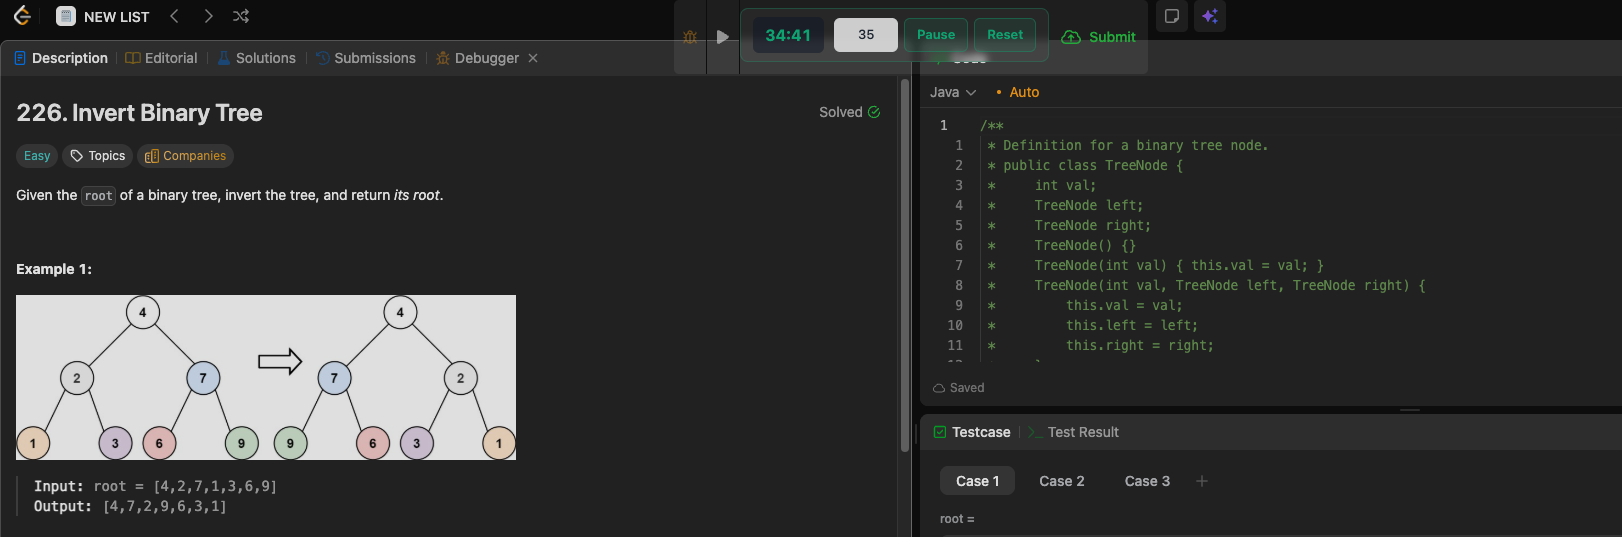 NEW LIST
34:41
35
Pause
Reset
Submit
Description
Editorial
Solutions
Submissions
Debugger
226. Invert Binary Tree
Solved
Easy
Topics
Companies
Given the root of a binary tree, invert the tree, and return its root.
Example 1:
4
4
2
7
7
2
1
3
6
9
9
6
3
1
Input: root = [4,2,7,1,3,6,9]
Output: [4,7,2,9,6,3,1]
Java
Auto
1 /**
1 * Definition for a binary tree node.
2 * public class TreeNode {
3 *     int val;
4 *     TreeNode left;
5 *     TreeNode right;
6 *     TreeNode() {}
7 *     TreeNode(int val) { this.val = val; }
8 *     TreeNode(int val, TreeNode left, TreeNode right) {
9 *         this.val = val;
10 *         this.left = left;
11 *         this.right = right;
Saved
Testcase
Test Result
Case 1
Case 2
Case 3
root =